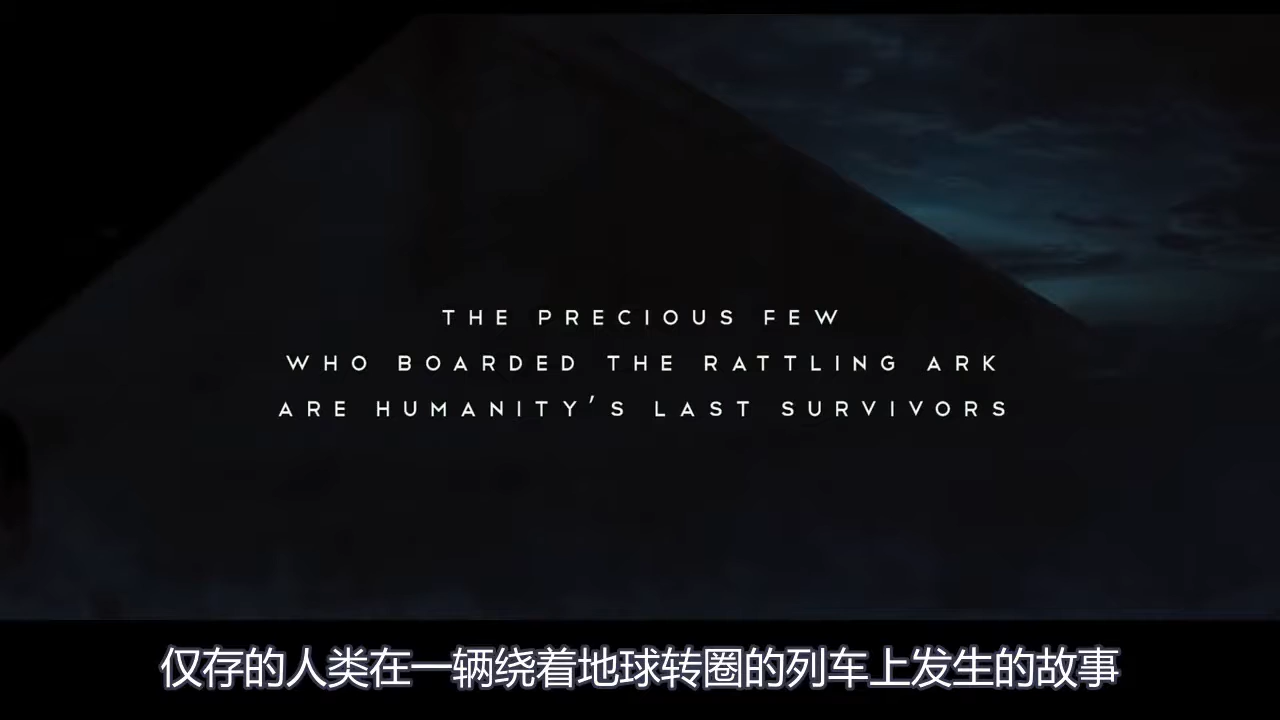 THE PRECIOUS FEW
WHO BOARDED THE RATTLING ARK
ARE HUMANITY'S LAST SURVIVORS
仅存的人类在一辆绕着地球转圈的列车上发生的故事